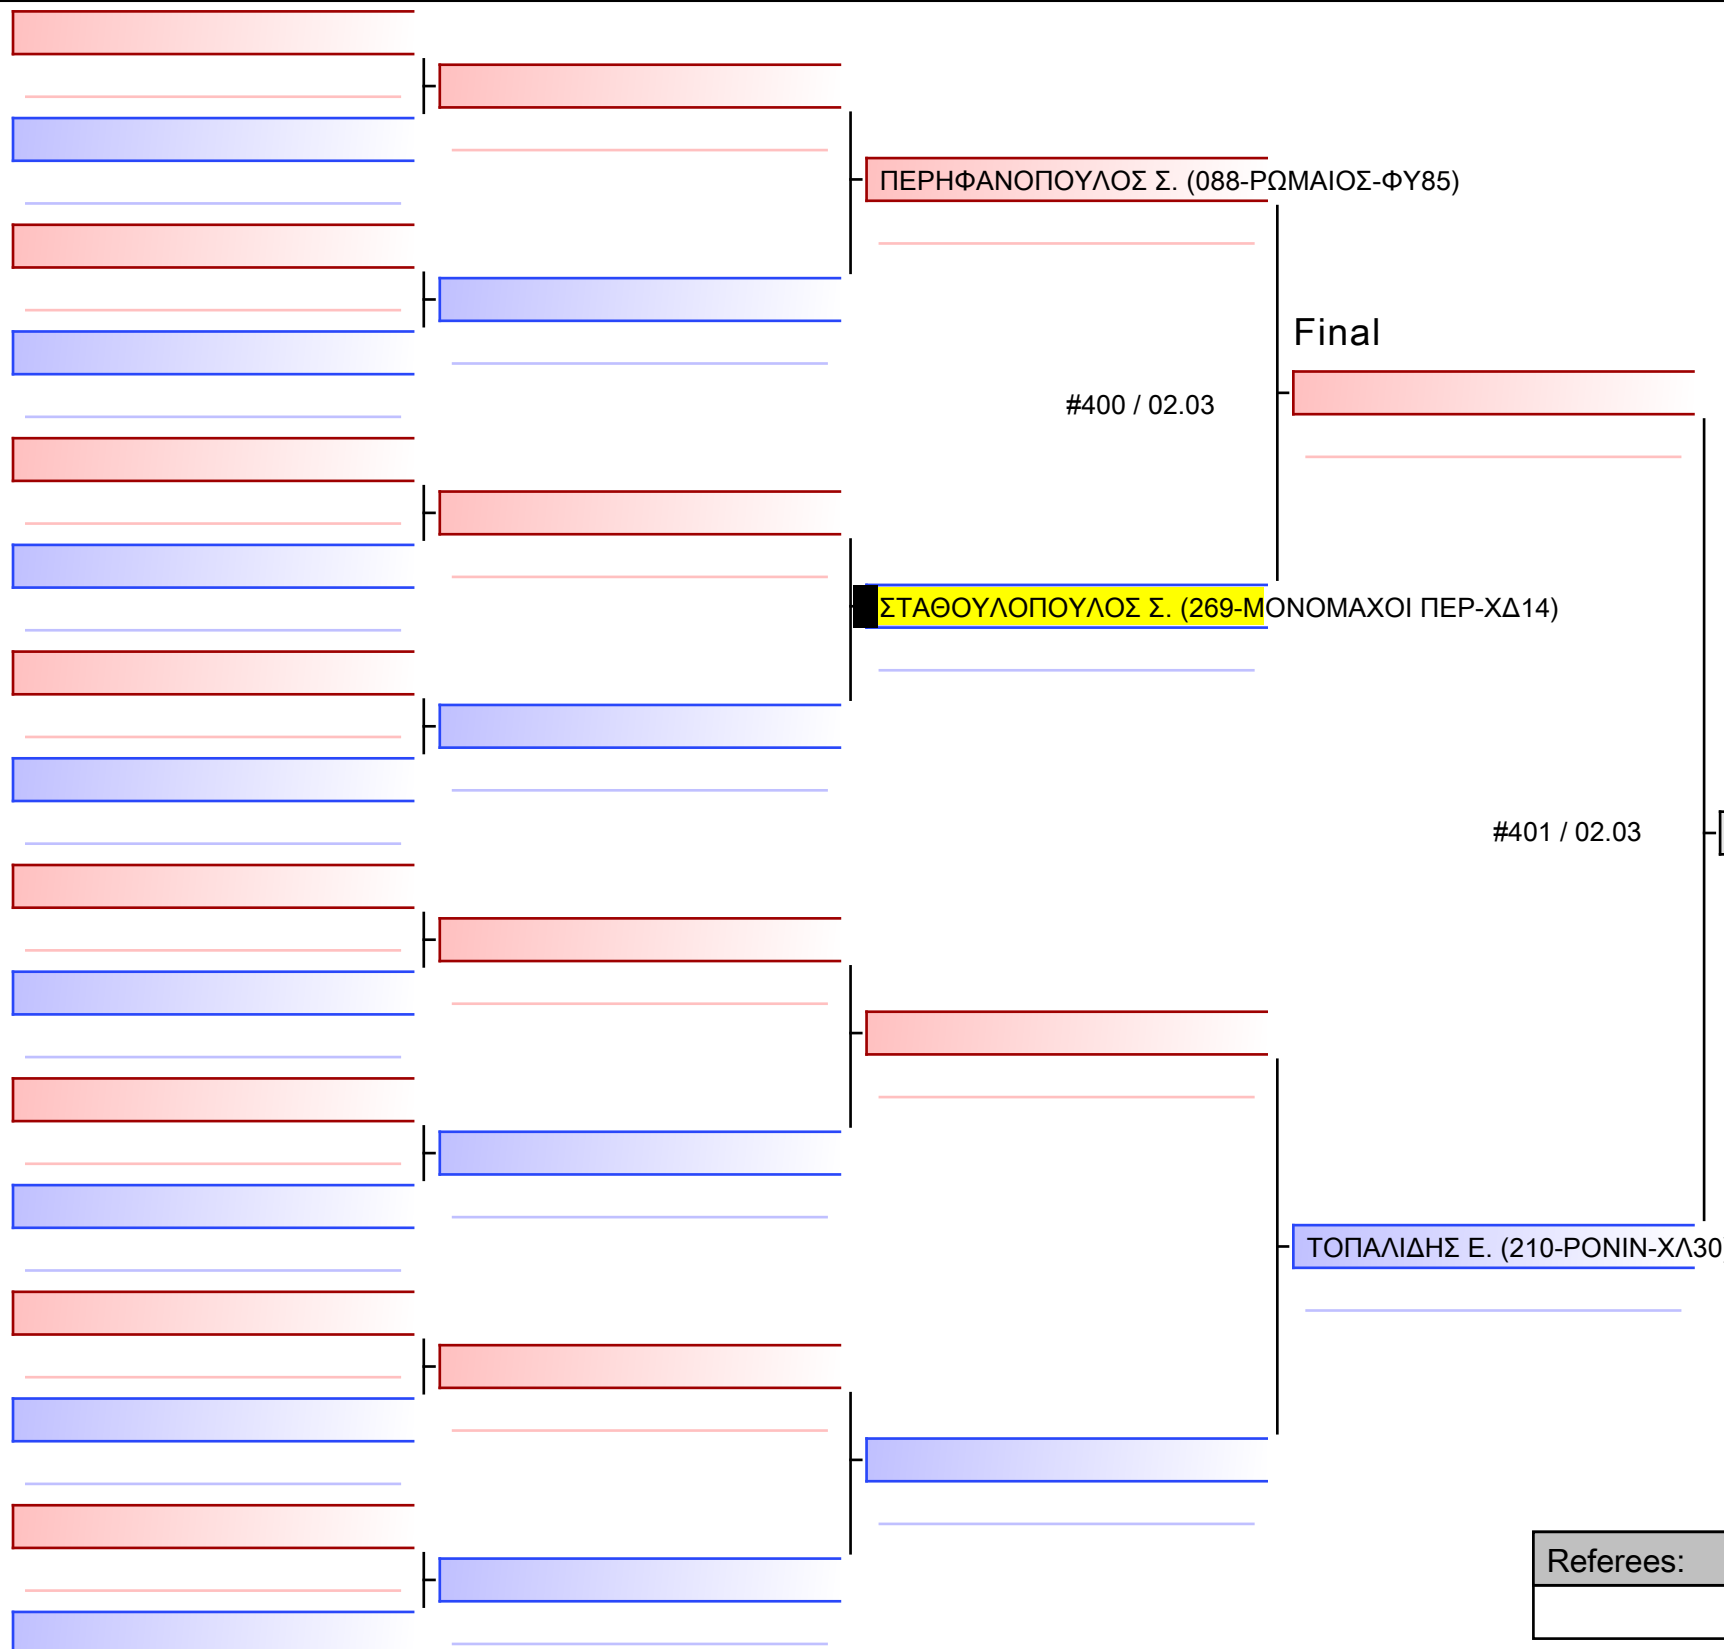 ΠΕΡΗΦΑΝΟΠΟΥΛΟΣ Σ. (088-ΡΩΜΑΙΟΣ-ΦΥ85)
Final
#400 / 02.03
ΣΤΑΘΟΥΛΟΠΟΥΛΟΣ Σ. (269-ΜΟΝΟΜΑΧΟΙ ΠΕΡ-ΧΔ14)
#401 / 02.03
ΤΟΠΑΛΙΔΗΣ Ε. (210-ΡΟΝΙΝ-ΧΛ30)
Referees: